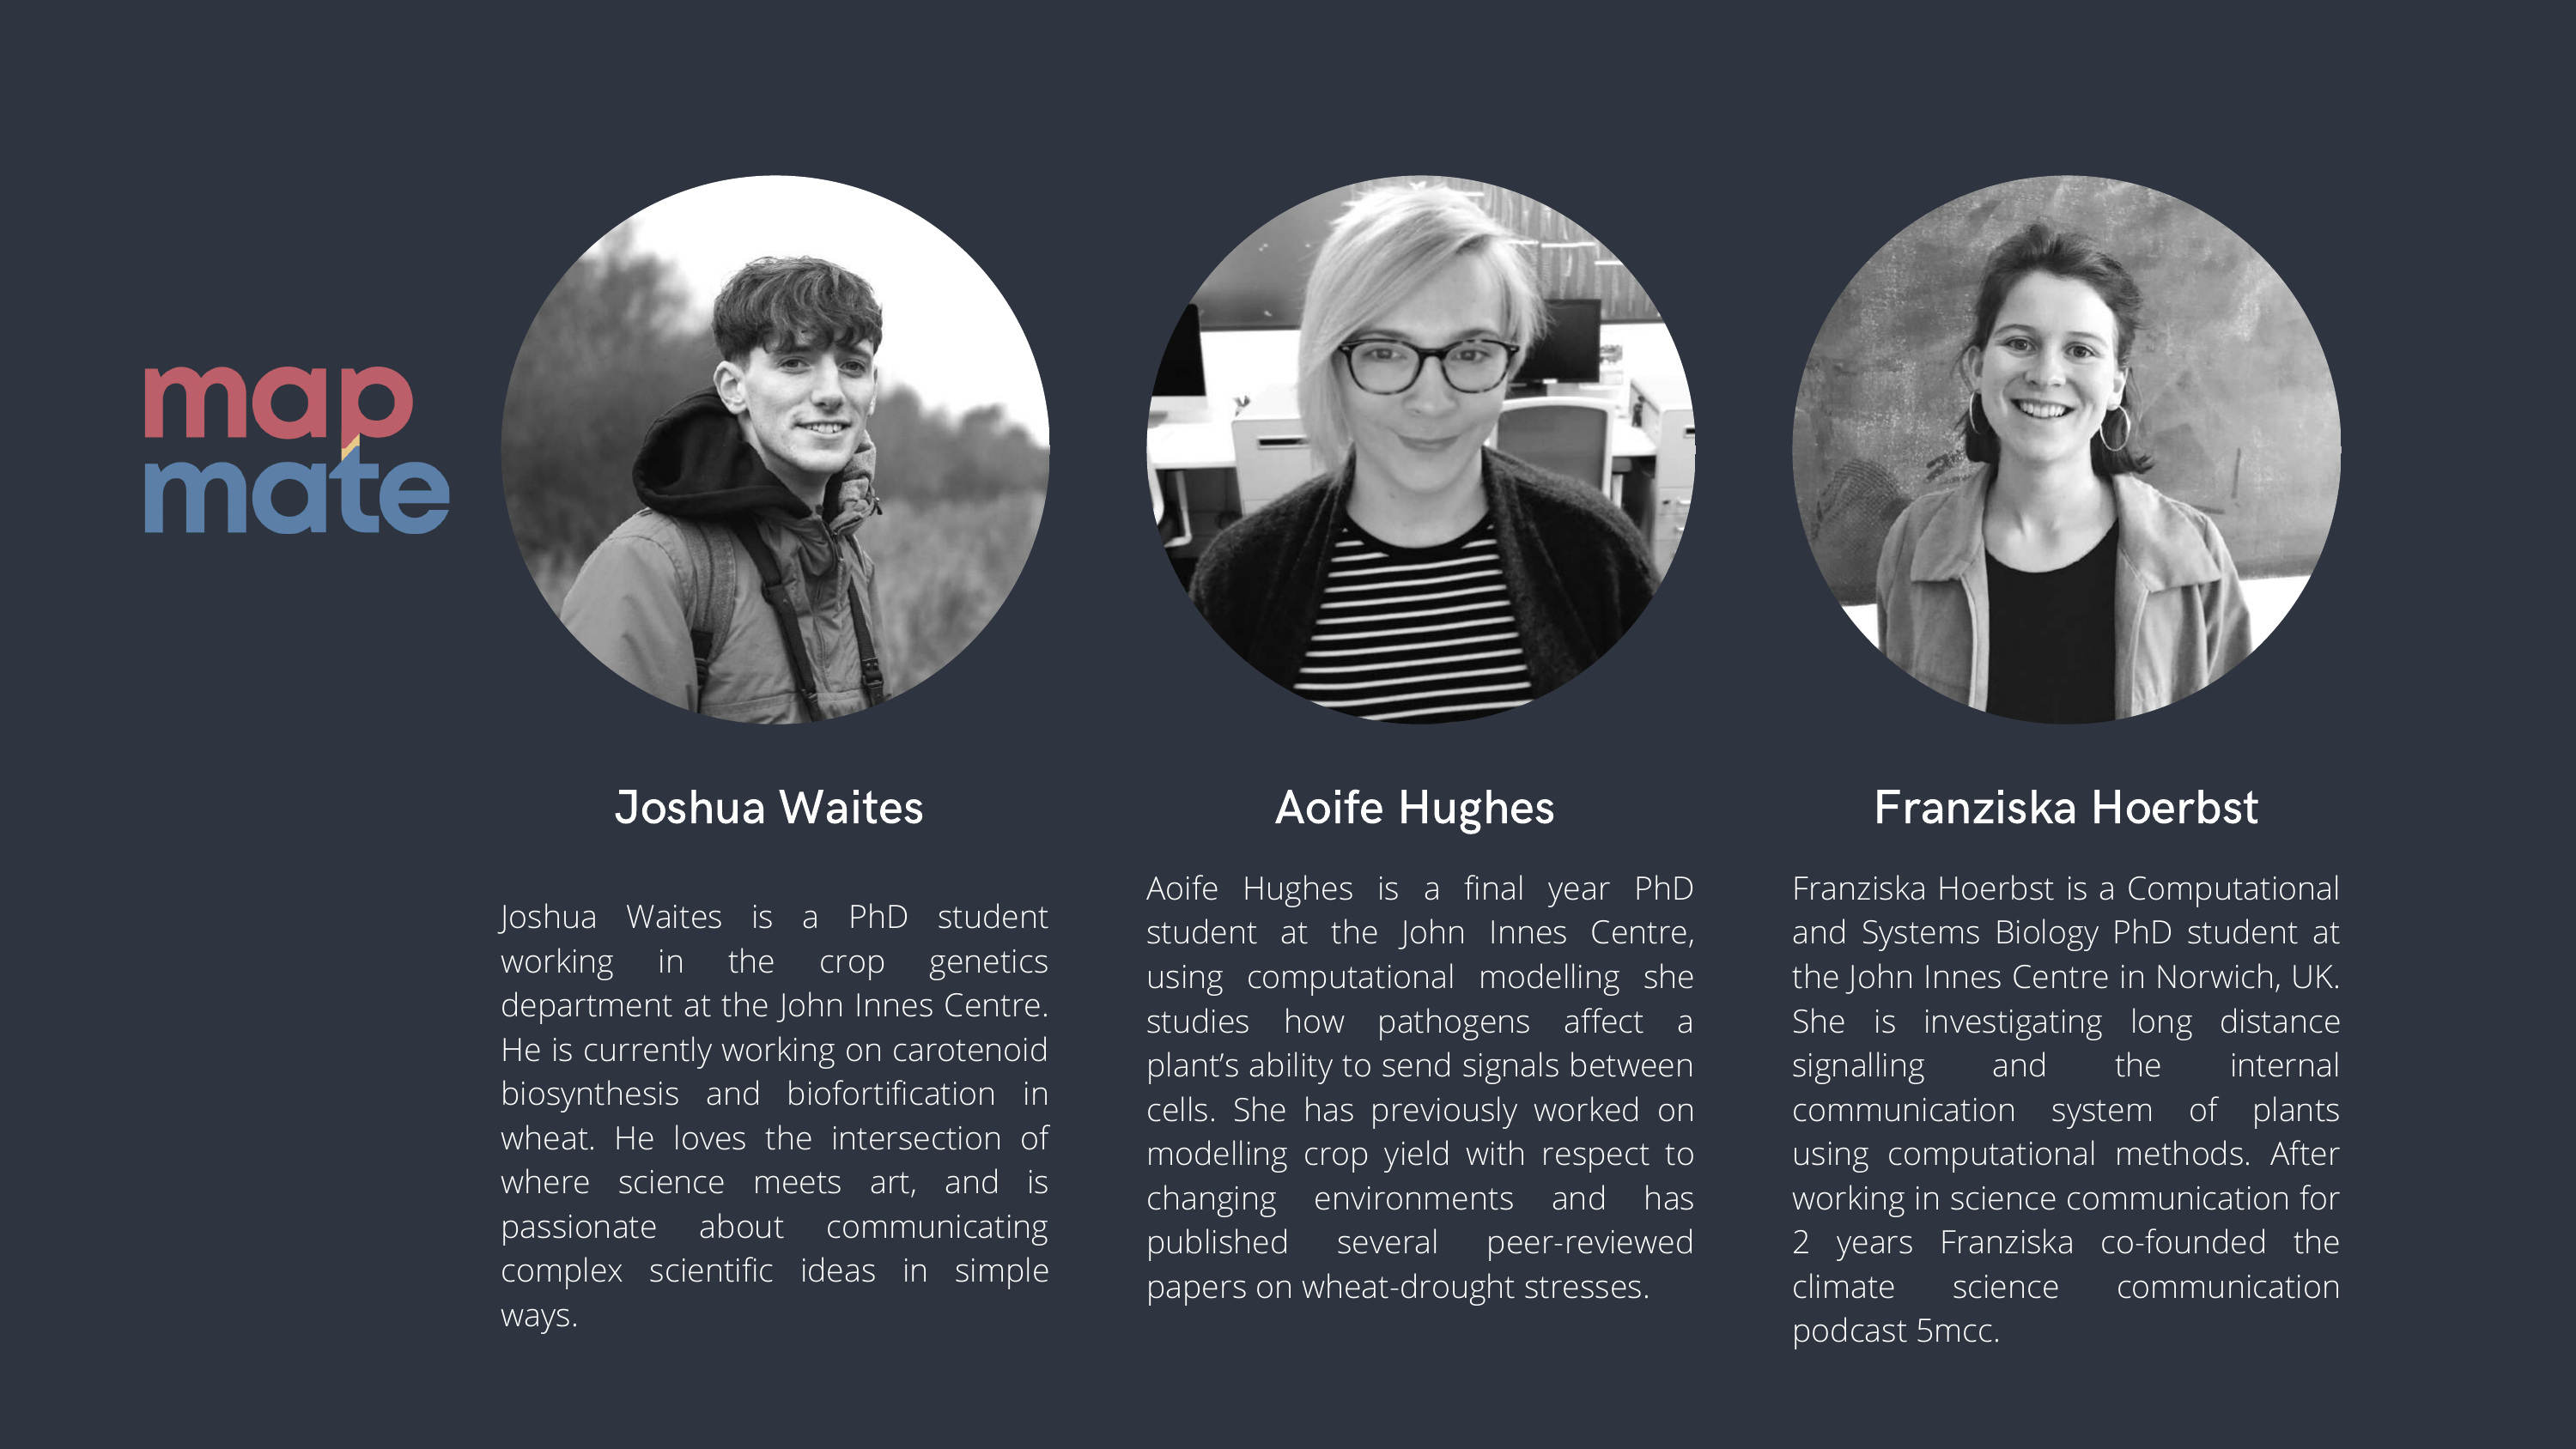 map
mate
Joshua Waites
Joshua Waites is a PhD student
working in the crop genetics
department at the John Innes Centre.
He is currently working on carotenoid
biosynthesis and biofortification in
wheat. He loves the intersection of
where science meets art, and is
passionate about communicating
complex scientific ideas in simple
ways.
Aoife Hughes
Aoife Hughes is a final year PhD
student at the John Innes Centre,
using computational modelling she
studies how pathogens affect a
plant’s ability to send signals between
cells. She has previously worked on
modelling crop yield with respect to
changing environments and has
published several peer-reviewed
papers on wheat-drought stresses.
Franziska Hoerbst
Franziska Hoerbst is a Computational
and Systems Biology PhD student at
the John Innes Centre in Norwich, UK.
She is investigating long distance
signalling and the internal
communication system of plants
using computational methods. After
working in science communication for
2 years Franziska co-founded the
climate science communication
podcast 5mcc.